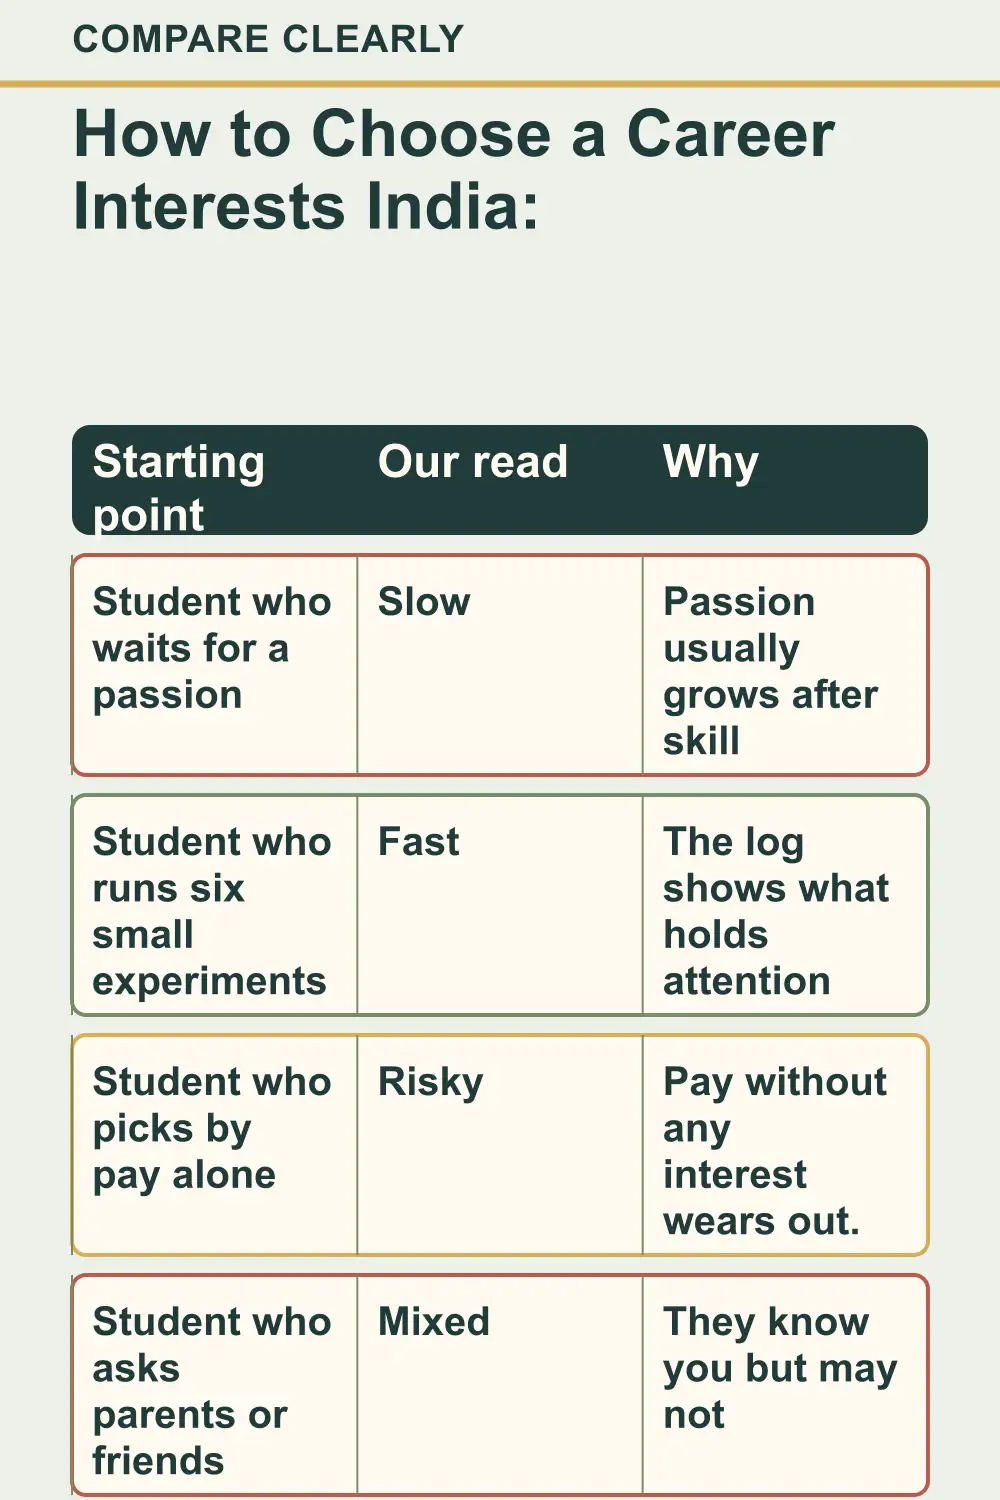 COMPARE CLEARLY
How to Choose a Career
Interests India:
Starting
point
Our read
Why
Student who
waits for a
passion
Slow
Passion
usually
grows after
skill
Student who
runs six
small
experiments
Fast
The log
shows what
holds
attention
Student who
picks by
pay alone
Risky
Pay without
any
interest
wears out.
Student who
asks
parents or
friends
Mixed
They know
you but may
not